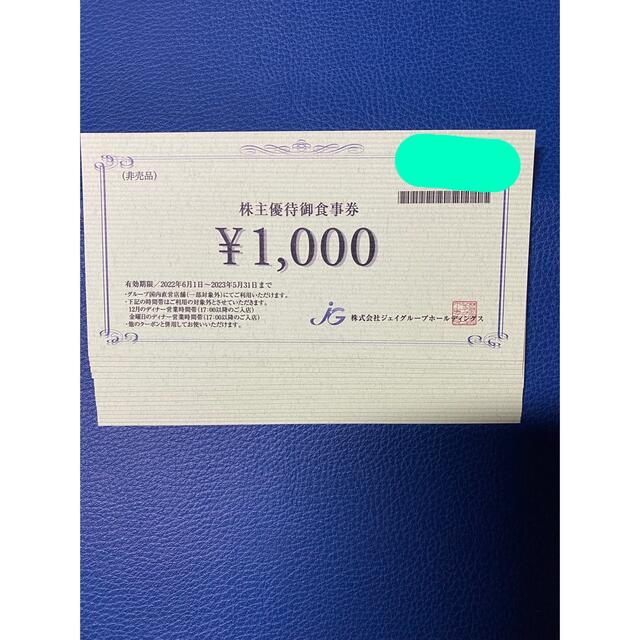 (非売品)
株主優待御食事券
¥1,000
有効期限/2022年6月1日~2023年5月31日まで
・グループ国内直営店舗(一部対象外)にてご利用いただけます。
・下記の時間帯はご利用の対象外とさせていただきます。
12月のディナー営業時間帯(17:00以降のご入店)
金曜日のディナー営業時間帯(17:00以降のご入店)
・他のクーポンと併用してお使いいただけます。
JG 株式会社ジェイグループホールディングス